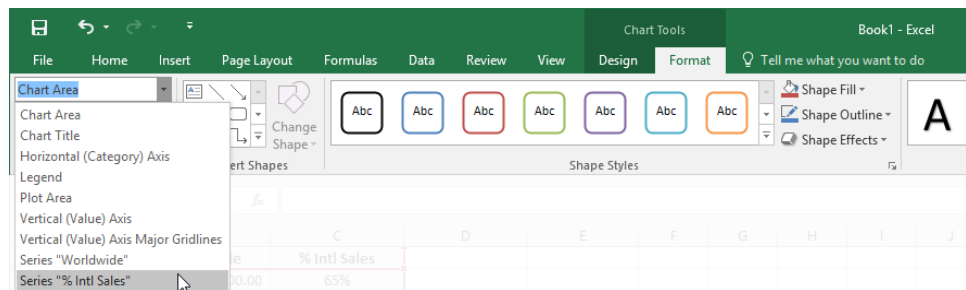 Chart Tools Book1 - Excel
File Home Insert Page Layout Formulas Data Review View Design Format Tell me what you want to do
Chart Area
Chart Area
Chart Title
Horizontal (Category) Axis
Legend
Plot Area
Vertical (Value) Axis
Vertical (Value) Axis Major Gridlines
Series "Worldwide"
Series "% Intl Sales"
Change
Shape
ert Shapes
Abc Abc Abc Abc Abc Abc Abc
Shape Styles
Shape Fill
Shape Outline
Shape Effects
A
fx
C D E F G H I J
% Intl Sales
00.00 65%